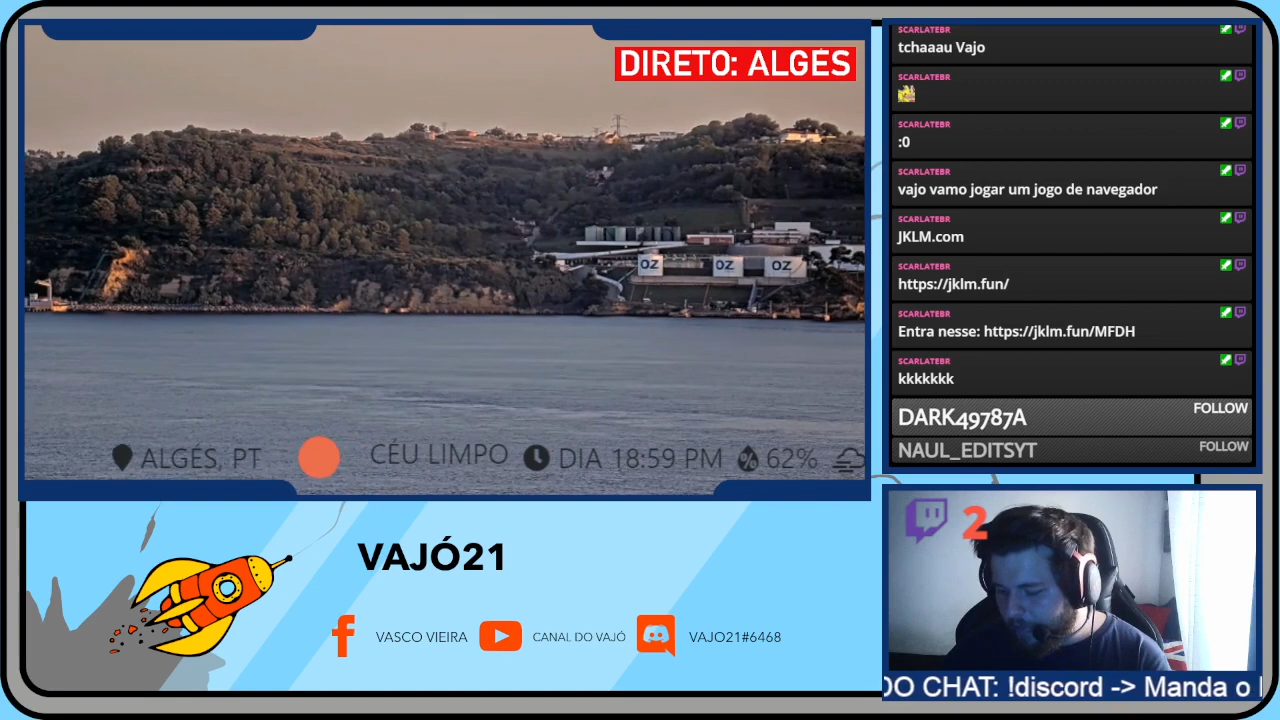 DIRETO: ALGÉS
OZ
OZ
OZ
ALGÉS, PT
CÉU LIMPO
DIA 18:59 PM
62%
VAJÓ21
VASCO VIEIRA
CANAL DO VAJÓ
VAJO21#6468
SCARLATEBR
tchaaau Vajo
SCARLATEBR
SCARLATEBR
:0
SCARLATEBR
vajo vamo jogar um jogo de navegador
SCARLATEBR
JKLM.com
SCARLATEBR
https://jklm.fun/
SCARLATEBR
Entra nesse: https://jklm.fun/MFDH
SCARLATEBR
kkkkkkk
DARK49787A FOLLOW
NAUL_EDITSYT FOLLOW
2
DO CHAT: !discord -> Manda o